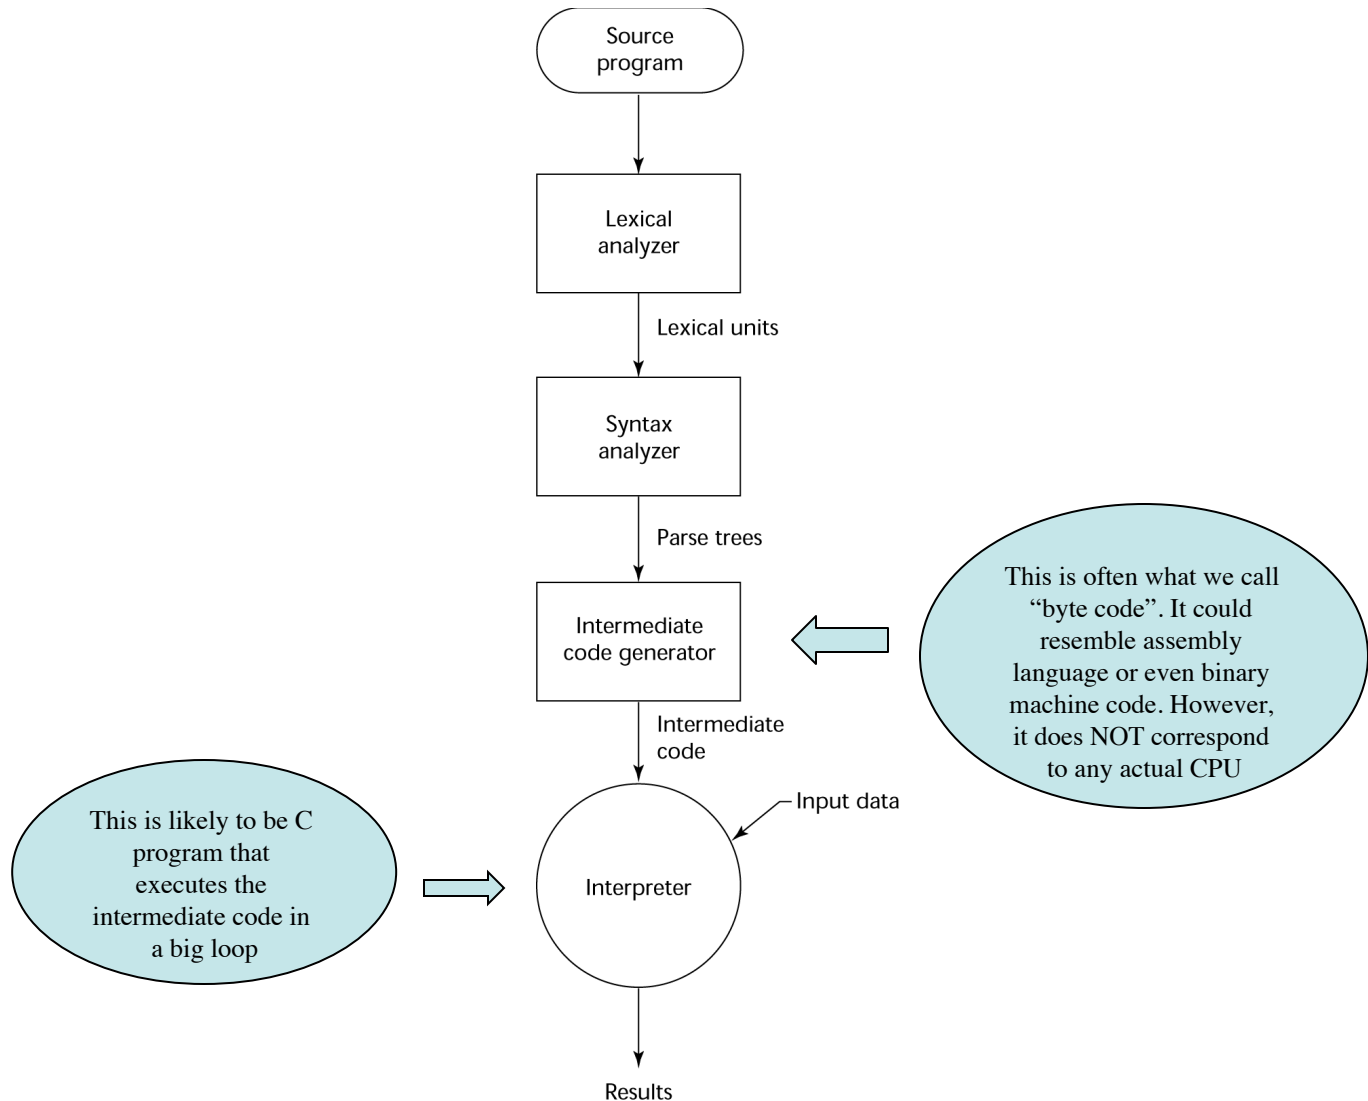 Source
program
Lexical
analyzer
Lexical units
Syntax
analyzer
Parse trees
Intermediate
code generator
This is often what we call
“byte code”. It could
resemble assembly
language or even binary
machine code. However,
it does NOT correspond
to any actual CPU
Intermediate
code
Input data
This is likely to be C
program that
executes the
intermediate code in
a big loop
Interpreter
Results